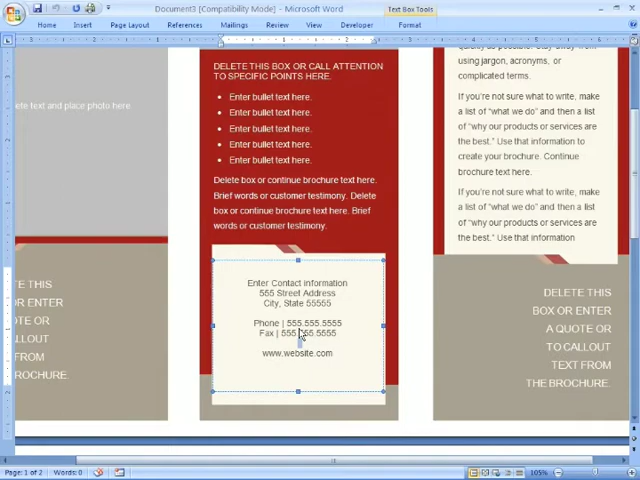 Document3 [Compatibility Mode] - Microsoft Word
Text Box Tools
Home Insert Page Layout References Mailings Review View Developer Format
lete text and place photo here.
E THIS
OR ENTER
OTE OR
LLOUT
FROM
ROCHURE.
DELETE THIS BOX OR CALL ATTENTION
TO SPECIFIC POINTS HERE.
• Enter bullet text here.
• Enter bullet text here.
• Enter bullet text here.
• Enter bullet text here.
• Enter bullet text here.
Delete box or continue brochure text here.
Brief words or customer testimony. Delete
box or continue brochure text here. Brief
words or customer testimony.
Enter Contact information
555 Street Address
City, State 55555
Phone | 555.555.5555
Fax | 555.555.5555
www.website.com
using jargon, acronyms, or
complicated terms.
If you're not sure what to write, make
a list of “what we do” and then a list
of “why our products or services are
the best.” Use that information to
create your brochure. Continue
brochure text here.
If you're not sure what to write, make
a list of “what we do” and then a list
of “why our products or services are
the best.” Use that information
DELETE THIS
BOX OR ENTER
A QUOTE OR
TO CALLOUT
TEXT FROM
THE BROCHURE.
Page: 1 of 2 Words: 0
105%